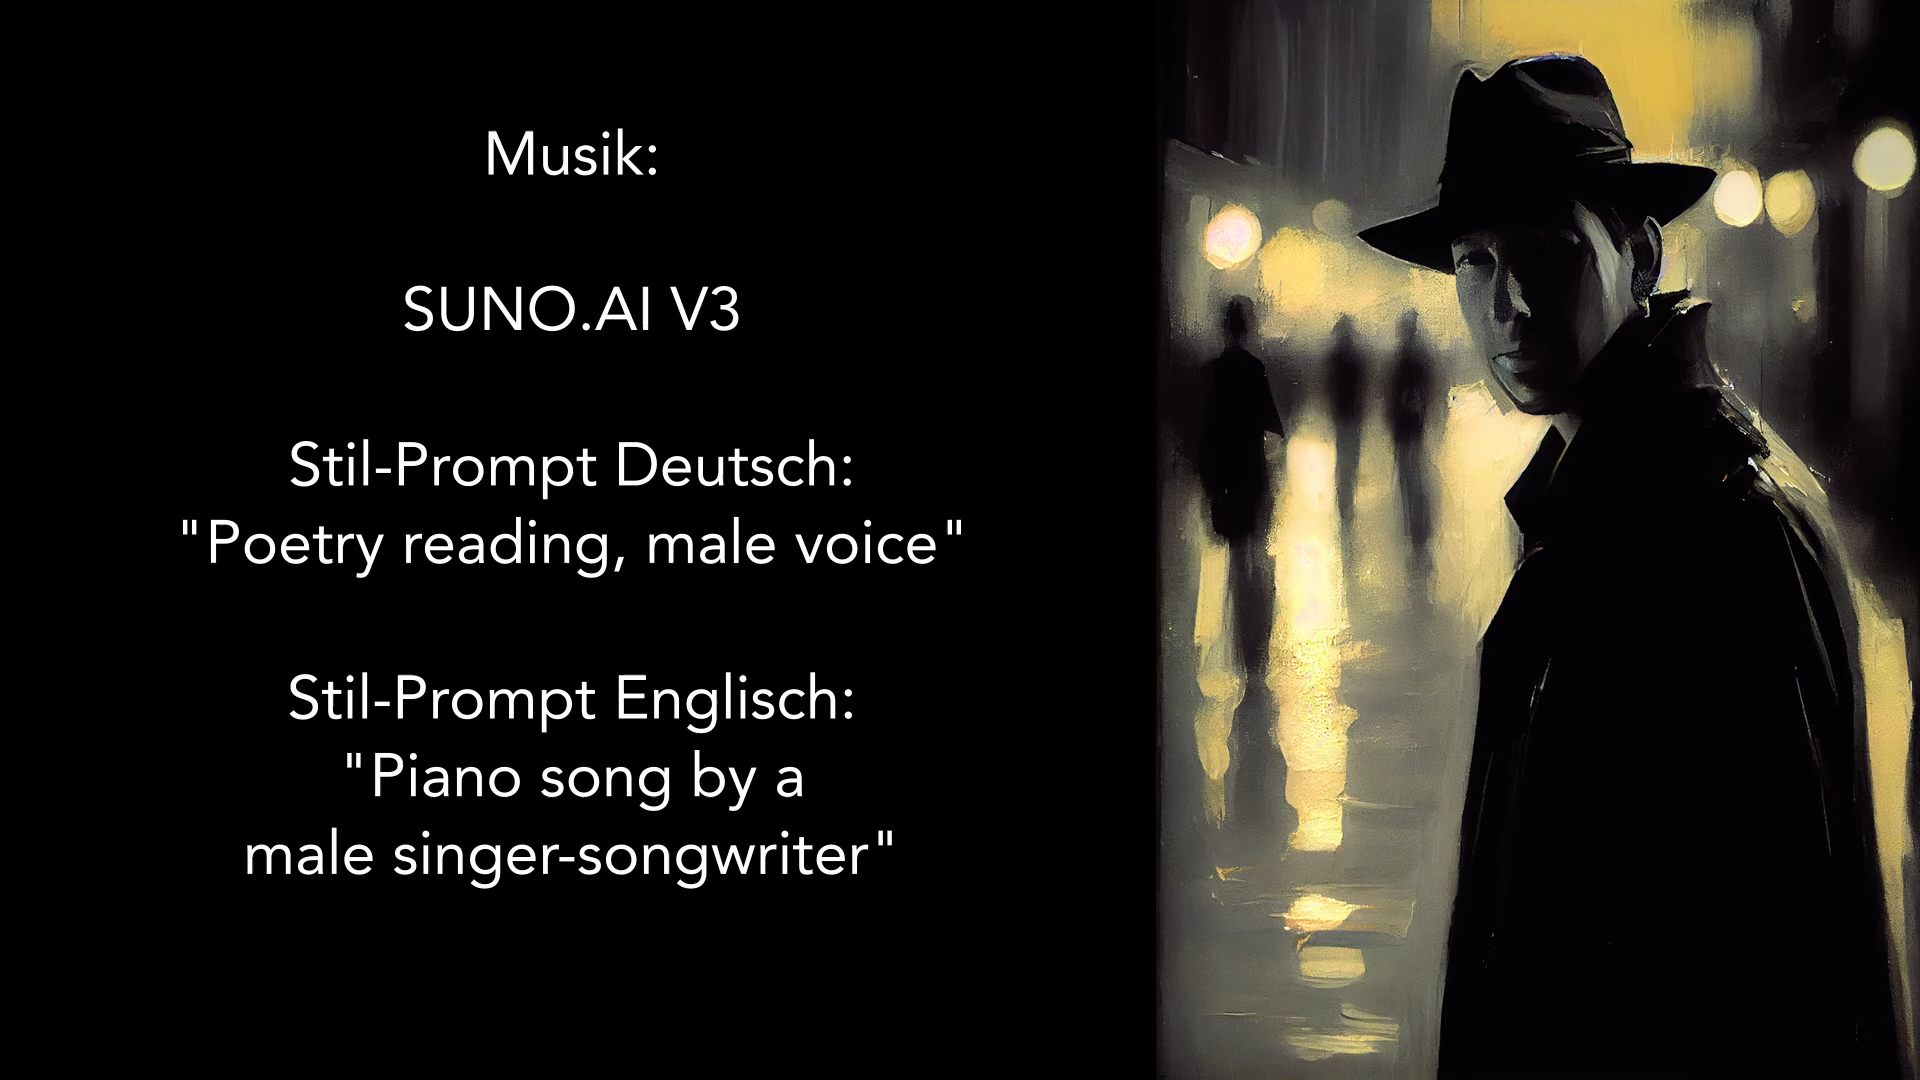 Musik:
SUNO.AI V3
Stil-Prompt Deutsch:
"Poetry reading, male voice"
Stil-Prompt Englisch:
"Piano song by a
male singer-songwriter"